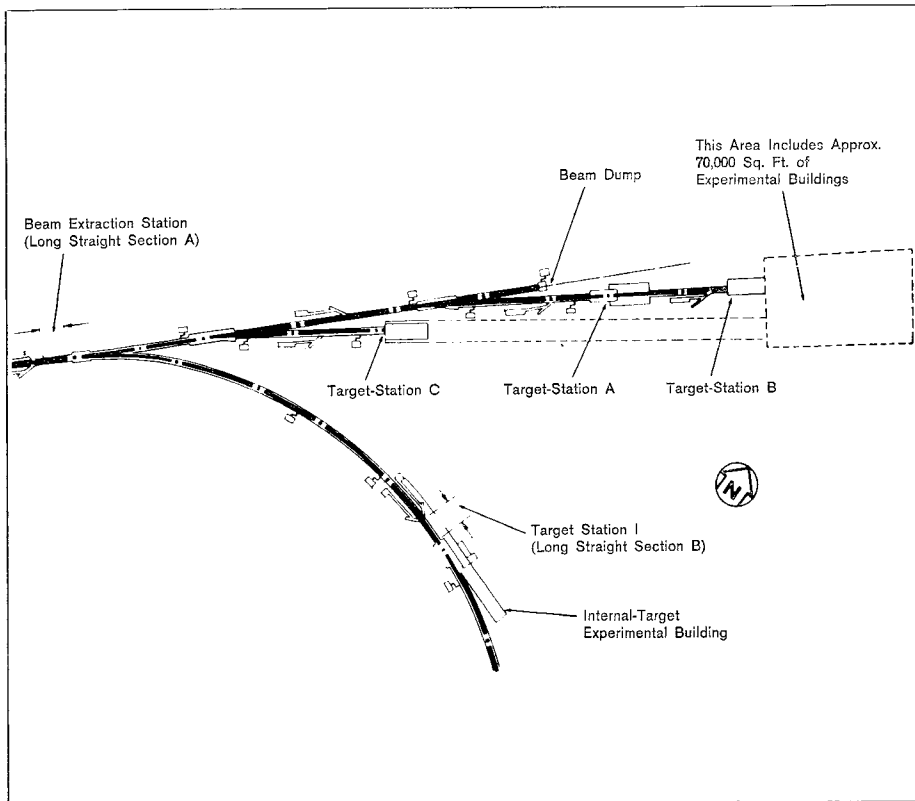 This Area Includes Approx.
70,000 Sq. Ft. of
Experimental Buildings
Beam Dump
Beam Extraction Station
(Long Straight Section A)
Target-Station C
Target-Station A
Target-Station B
N
Target Station I
(Long Straight Section B)
Internal-Target
Experimental Building